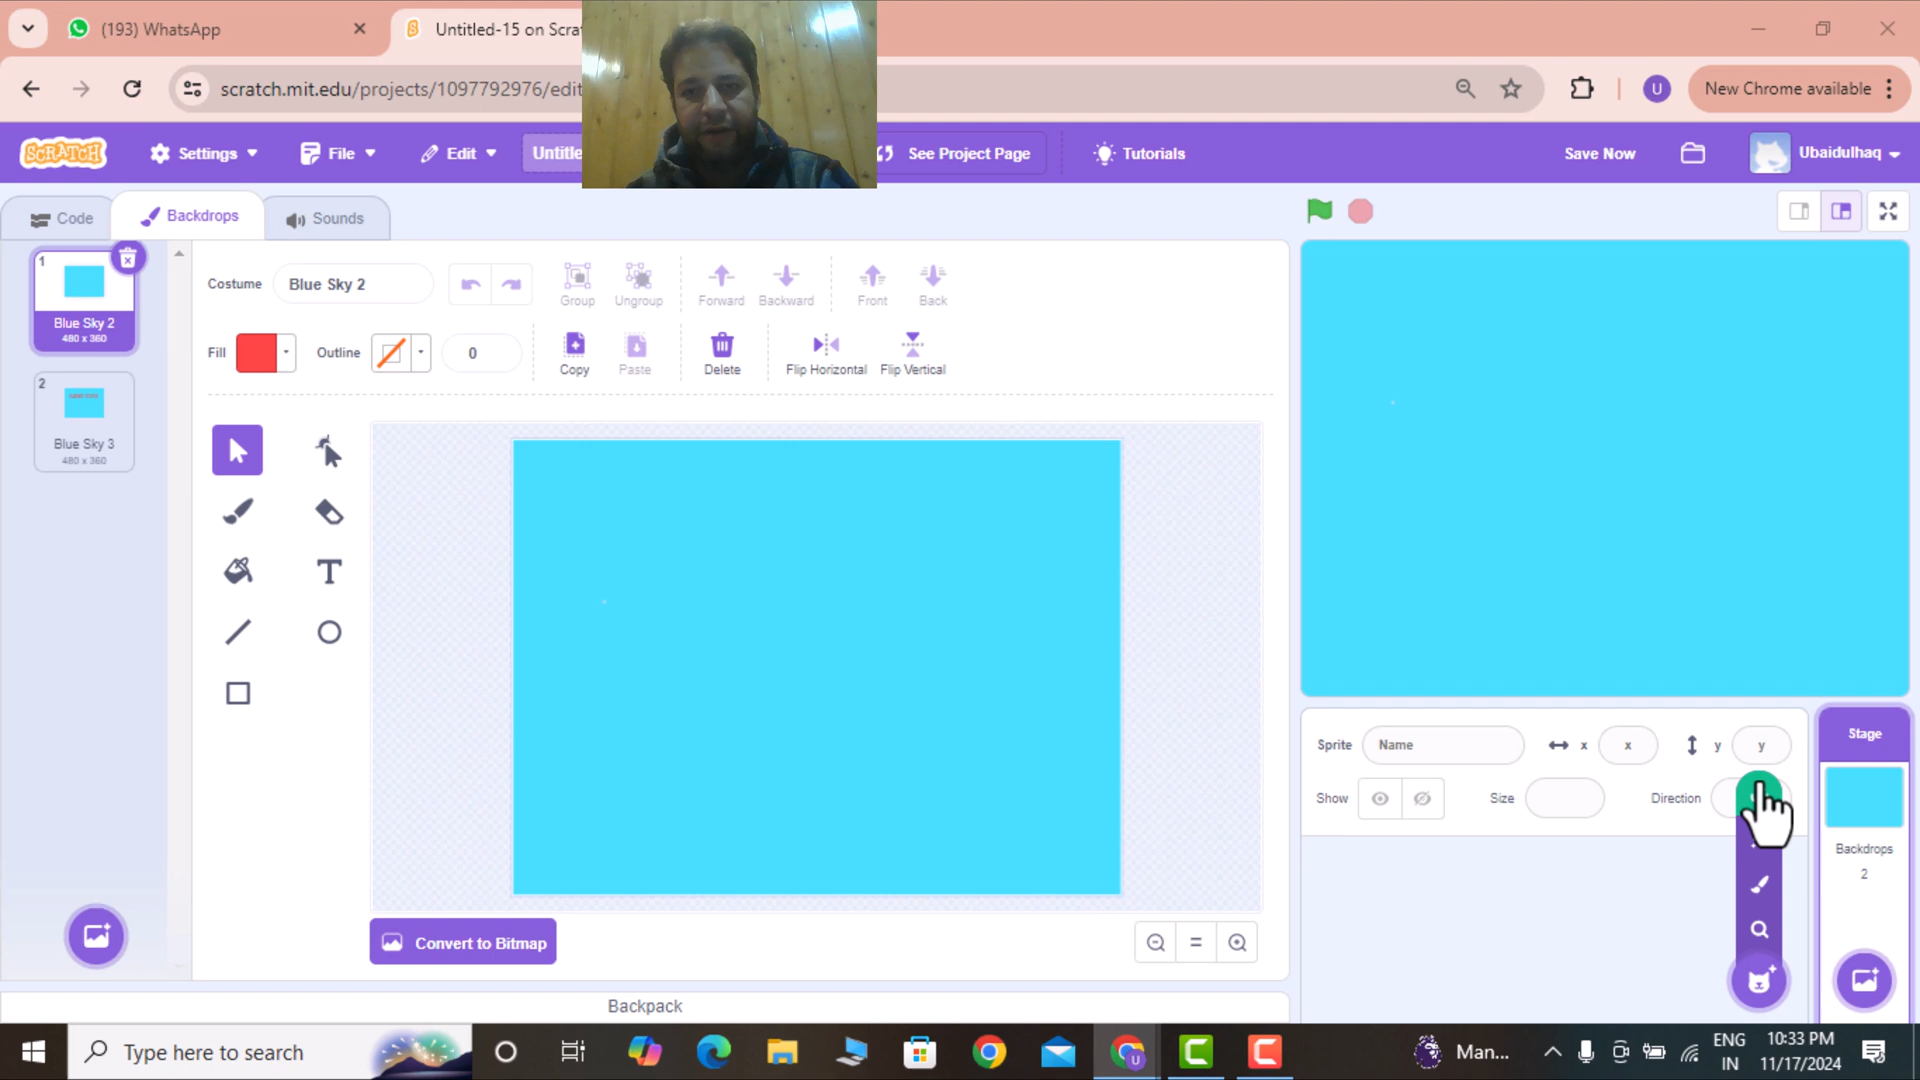 (193) WhatsApp
Untitled-15 on Scra
scratch.mit.edu/projects/1097792976/edit
U
New Chrome available
SCRATCH
Settings
File
Edit
Untitle
See Project Page
Tutorials
Save Now
Ubaidulhaq
Code
Backdrops
Sounds
1
Blue Sky 2
480 x 360
2
Blue Sky 3
480 x 360
Costume
Blue Sky 2
Group
Ungroup
Forward
Backward
Front
Back
Fill
Outline
0
Copy
Paste
Delete
Flip Horizontal
Flip Vertical
T
Convert to Bitmap
Backpack
Sprite
Name
x
x
y
y
Show
Size
Direction
Stage
Backdrops
2
Type here to search
Man...
ENG
IN
10:33 PM
11/17/2024